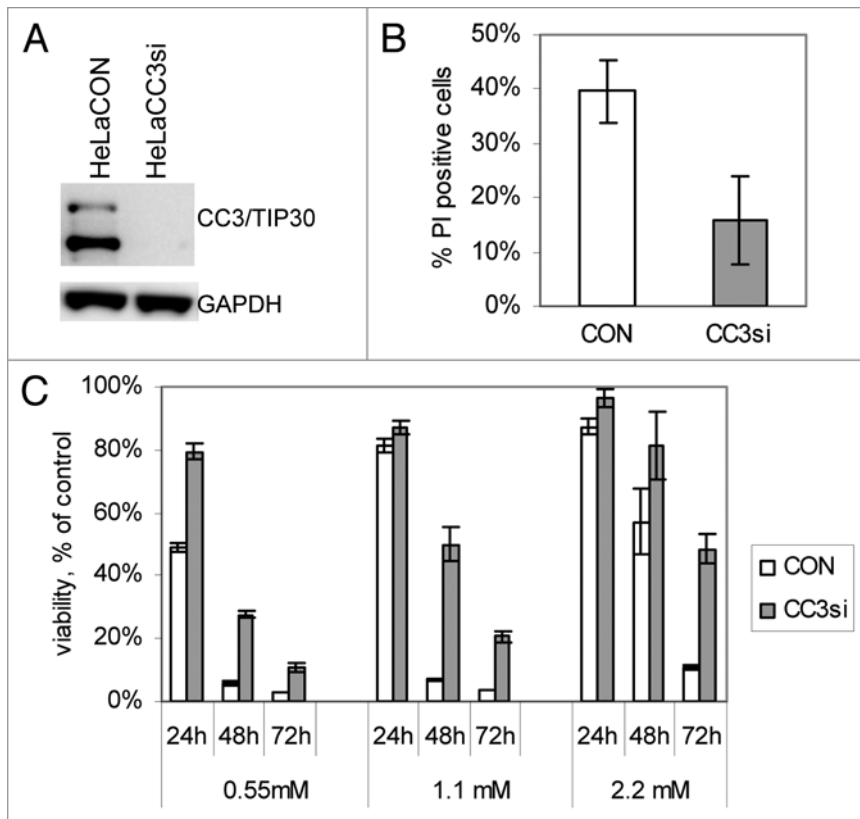 A
HeLaCON
HeLaCC3si
CC3/TIP30
GAPDH
B
% PI positive cells
50%
40%
30%
20%
10%
0%
CON
CC3si
C
viability, % of control
100%
80%
60%
40%
20%
0%
24h 48h 72h 24h 48h 72h 24h 48h 72h
0.55mM 1.1 mM 2.2 mM
CON
CC3si